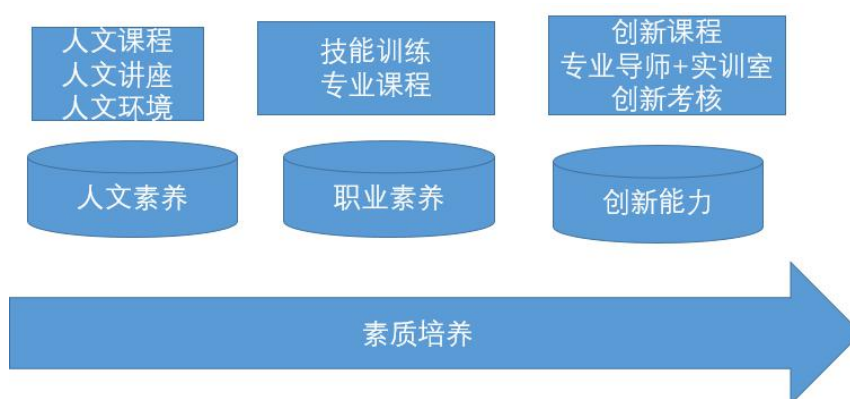 人文课程
人文讲座
人文环境
技能训练
专业课程
创新课程
专业导师+实训室
创新考核
人文素养
职业素养
创新能力
素质培养